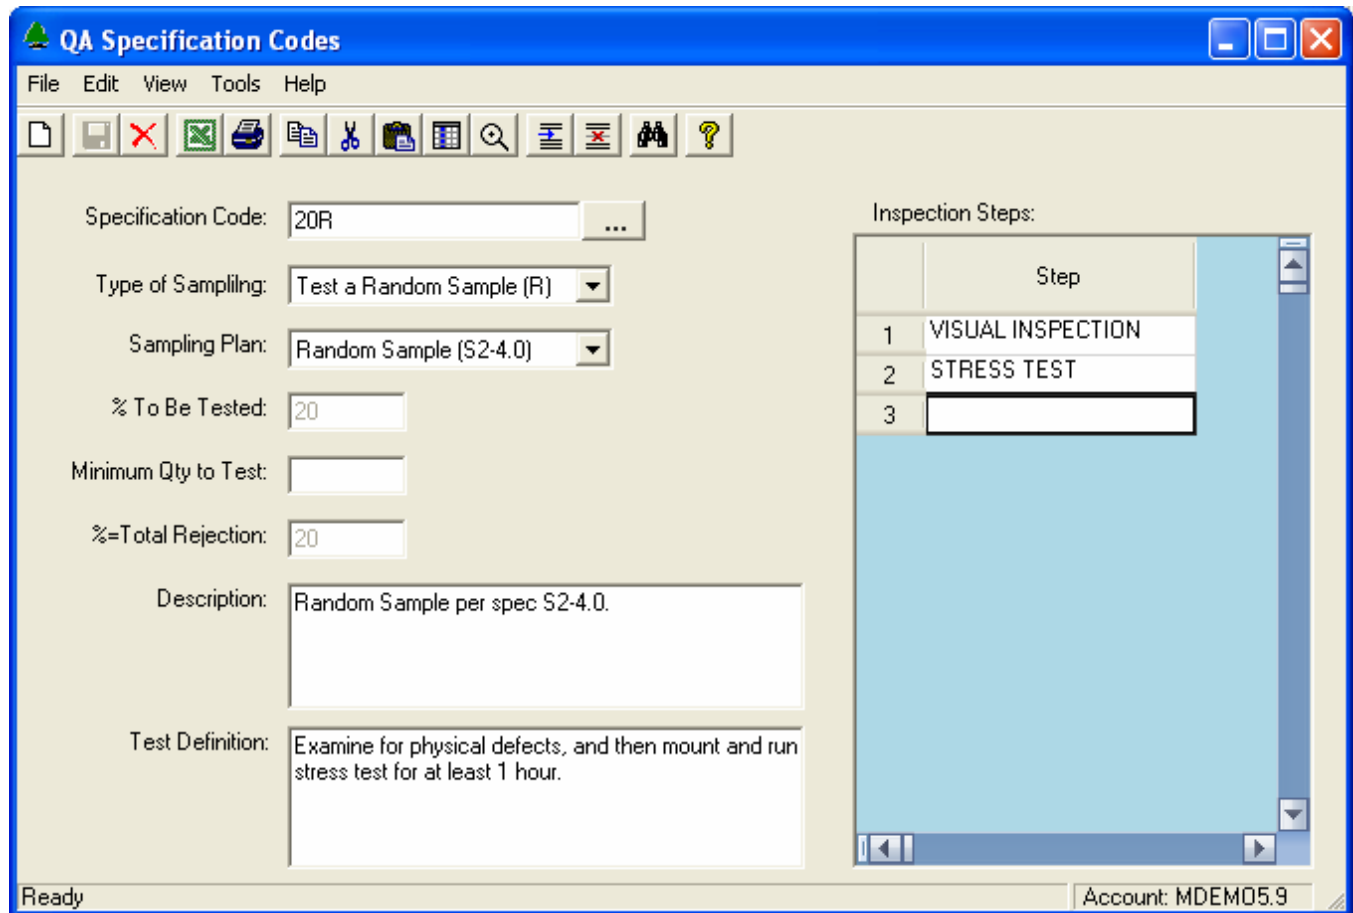 QA Specification Codes
File Edit View Tools Help
Specification Code: 20R ...
Type of Samplilng: Test a Random Sample (R)
Sampling Plan: Random Sample (S2-4.0)
% To Be Tested: 20
Minimum Qty to Test:
%=Total Rejection: 20
Description: Random Sample per spec S2-4.0.
Test Definition: Examine for physical defects, and then mount and run
stress test for at least 1 hour.
Inspection Steps:
Step
1 VISUAL INSPECTION
2 STRESS TEST
3
Ready
Account: MDEMO5.9